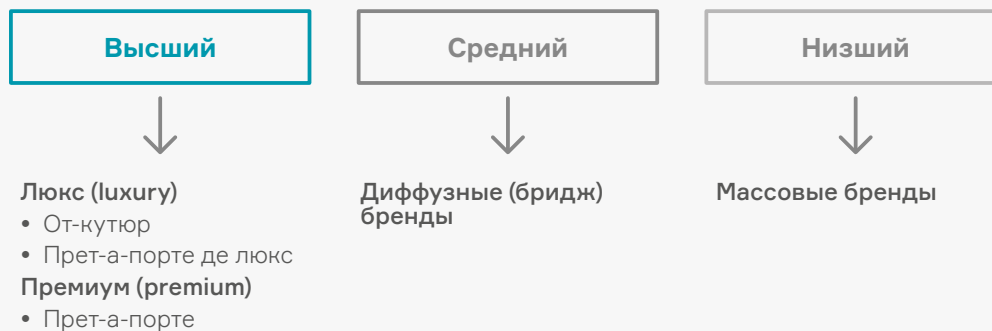 Высший
Средний
Низший
Люкс (luxury)
• От-кутюр
• Прет-а-порте де люкс
Премиум (premium)
• Прет-а-порте
Диффузные (бридж)
бренды
Массовые бренды